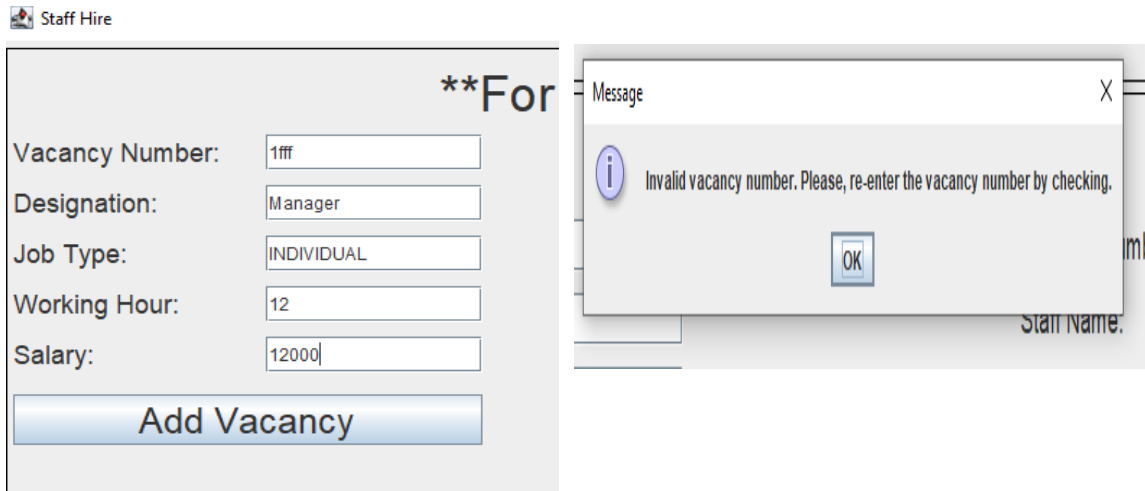 Staff Hire
**For
Vacancy Number: 1fff
Designation: Manager
Job Type: INDIVIDUAL
Working Hour: 12
Salary: 12000
Add Vacancy
Message X
Invalid vacancy number. Please, re-enter the vacancy number by checking.
OK
Staff Name: